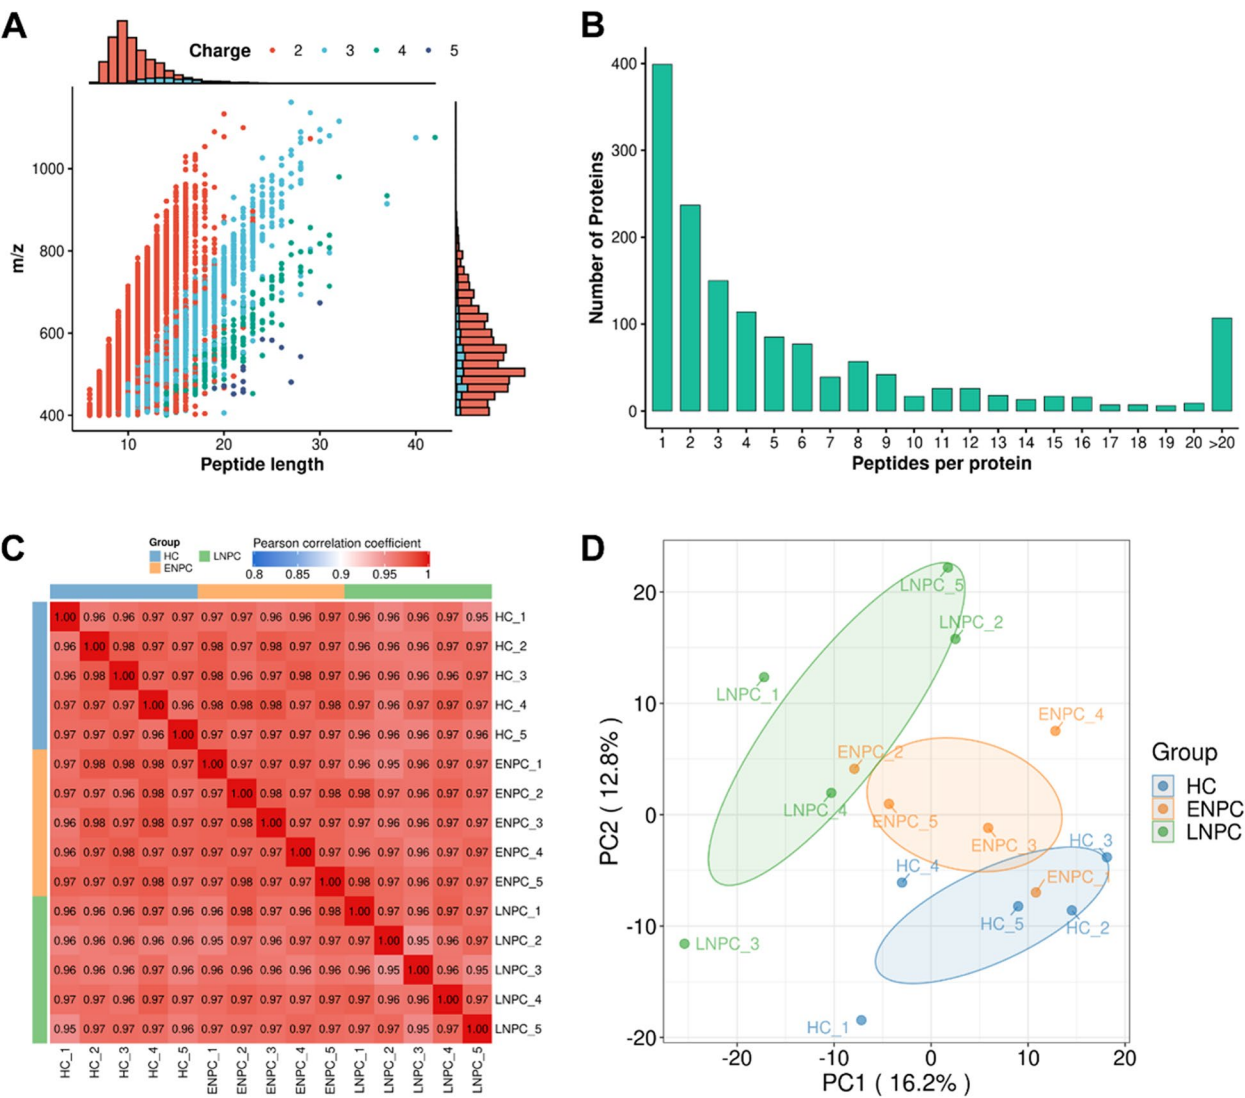 A
Charge 2 3 4 5
m/z
1000
800
600
400
10 20 30 40
Peptide length
B
Number of Proteins
400
300
200
100
0
1 2 3 4 5 6 7 8 9 10 11 12 13 14 15 16 17 18 19 20 >20
Peptides per protein
C
Group
HC LNPC
ENPC
Pearson correlation coefficient
0.8 0.85 0.9 0.95 1
1.00 0.96 0.96 0.97 0.97 0.97 0.97 0.96 0.96 0.97 0.96 0.96 0.96 0.97 0.95 HC_1
0.96 1.00 0.98 0.97 0.97 0.98 0.97 0.98 0.97 0.97 0.96 0.96 0.96 0.97 0.97 HC_2
0.96 0.98 1.00 0.97 0.97 0.98 0.96 0.97 0.98 0.97 0.96 0.96 0.96 0.97 0.97 HC_3
0.97 0.97 0.97 1.00 0.96 0.98 0.98 0.98 0.97 0.98 0.97 0.96 0.97 0.97 0.97 HC_4
0.97 0.97 0.97 0.96 1.00 0.97 0.97 0.97 0.97 0.97 0.96 0.95 0.96 0.97 0.96 HC_5
0.97 0.98 0.98 0.98 0.97 1.00 0.97 0.97 0.97 0.97 0.96 0.95 0.96 0.97 0.97 ENPC_1
0.97 0.97 0.96 0.98 0.97 0.97 1.00 0.98 0.97 0.98 0.98 0.97 0.96 0.97 0.97 ENPC_2
0.96 0.98 0.97 0.98 0.97 0.97 0.98 1.00 0.97 0.97 0.97 0.96 0.96 0.97 0.97 ENPC_3
0.96 0.97 0.98 0.97 0.97 0.97 0.97 0.97 1.00 0.97 0.96 0.97 0.96 0.97 0.97 ENPC_4
0.97 0.97 0.97 0.98 0.97 0.97 0.98 0.97 0.97 1.00 0.98 0.97 0.96 0.97 0.97 ENPC_5
0.96 0.96 0.96 0.97 0.96 0.96 0.98 0.97 0.96 0.98 1.00 0.97 0.96 0.97 0.96 LNPC_1
0.96 0.96 0.96 0.96 0.95 0.95 0.97 0.96 0.97 0.97 0.97 1.00 0.95 0.96 0.97 LNPC_2
0.96 0.96 0.96 0.97 0.96 0.96 0.96 0.96 0.96 0.96 0.96 0.95 1.00 0.96 0.95 LNPC_3
0.97 0.97 0.96 0.97 0.97 0.97 0.97 0.97 0.97 0.97 0.97 0.96 0.96 1.00 0.97 LNPC_4
0.95 0.97 0.97 0.97 0.96 0.97 0.97 0.97 0.97 0.97 0.96 0.97 0.95 0.97 1.00 LNPC_5
HC_1 HC_2 HC_3 HC_4 HC_5 ENPC_1 ENPC_2 ENPC_3 ENPC_4 ENPC_5 LNPC_1 LNPC_2 LNPC_3 LNPC_4 LNPC_5
D
PC2 ( 12.8% )
20
10
0
-10
-20
LNPC_5
LNPC_2
LNPC_1
ENPC_4
ENPC_2
LNPC_4
ENPC_5
ENPC_3
HC_3
HC_4
ENPC_1
HC_5
HC_2
LNPC_3
HC_1
-20 -10 0 10 20
PC1 ( 16.2% )
Group
HC
ENPC
LNPC